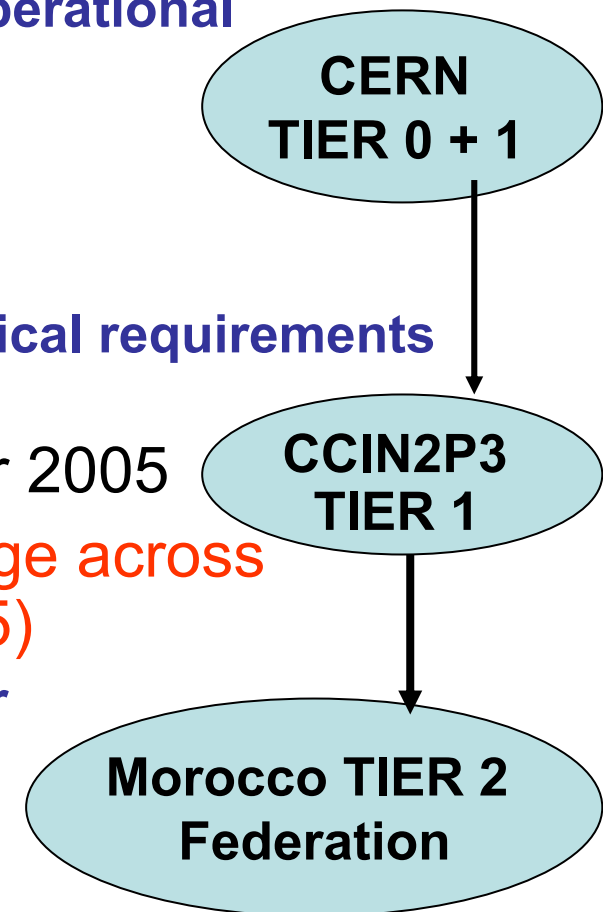 perational
CERN
TIER 0 + 1
ical requirements
r 2005
CCIN2P3
TIER 1
ge across
5)
r
Morocco TIER 2
Federation